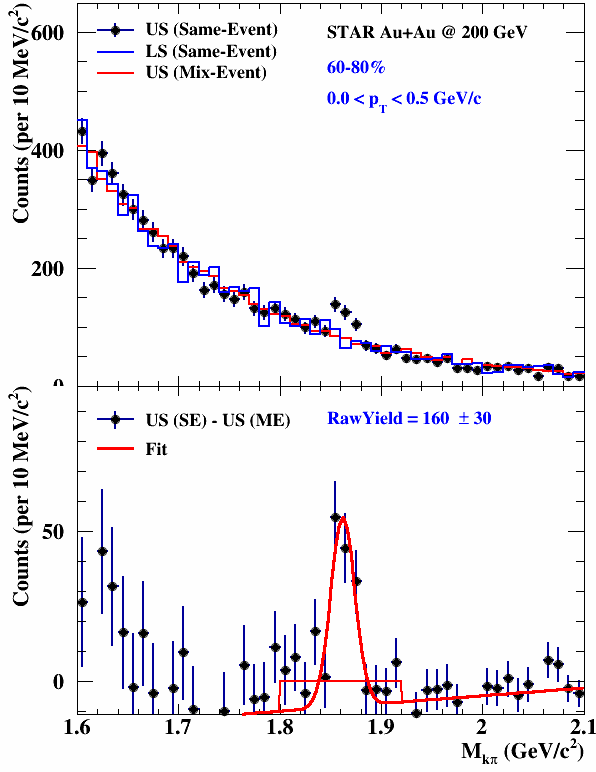 US (Same-Event)
LS (Same-Event)
US (Mix-Event)
STAR Au+Au @ 200 GeV
60-80%
0.0 < p_T < 0.5 GeV/c
Counts (per 10 MeV/c²)
600
400
200
0
US (SE) - US (ME)
Fit
RawYield = 160 ± 30
Counts (per 10 MeV/c²)
50
0
1.6 1.7 1.8 1.9 2 2.1
M_kπ (GeV/c²)